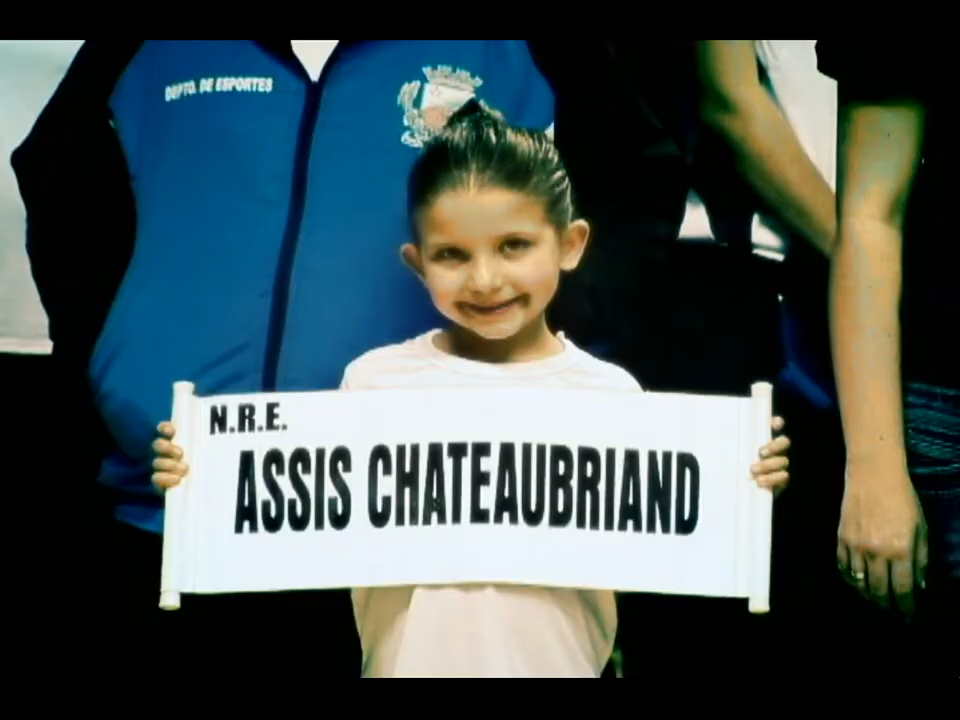 DEPTO. DE ESPORTES
N.R.E.
ASSIS CHATEAUBRIAND